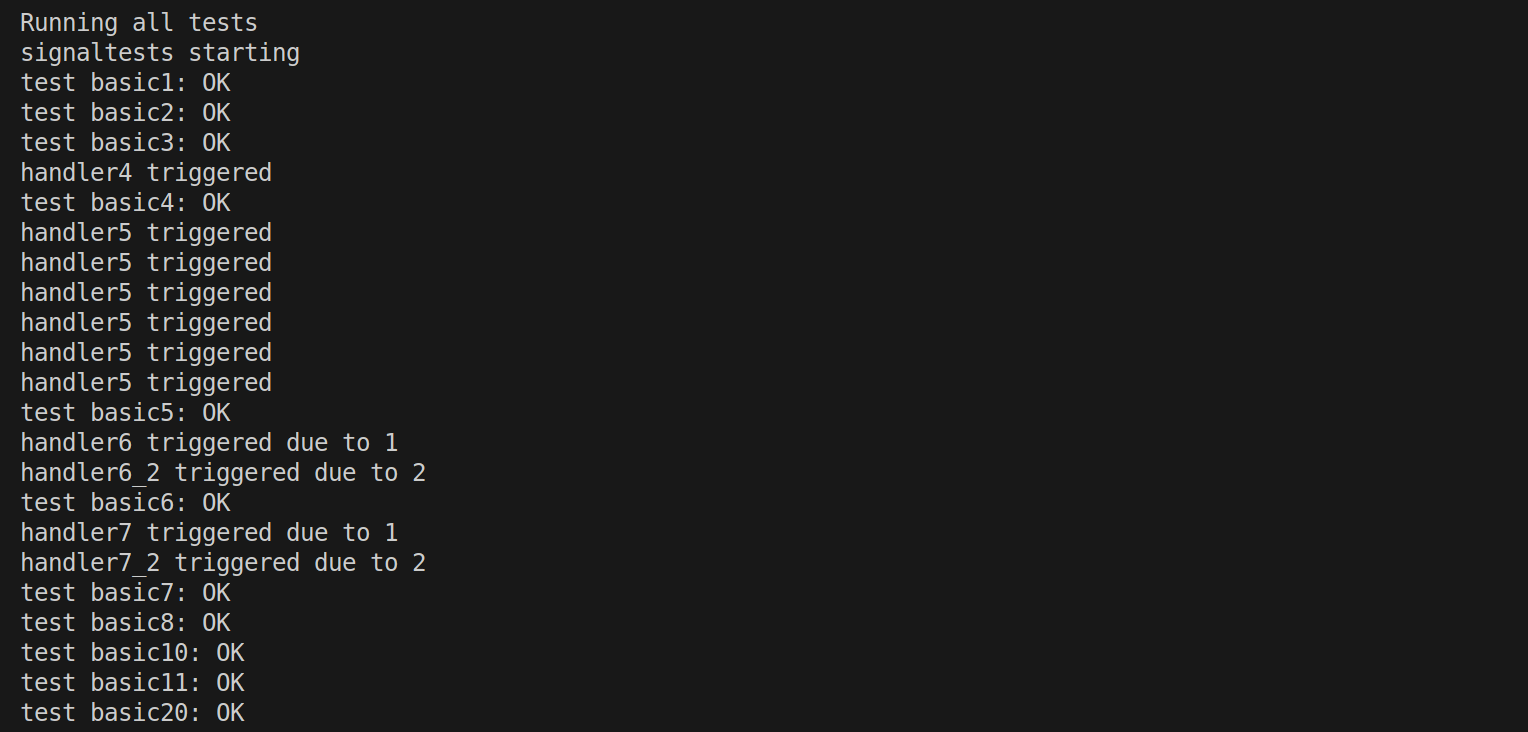 Running all tests
signaltests starting
test basic1: OK
test basic2: OK
test basic3: OK
handler4 triggered
test basic4: OK
handler5 triggered
handler5 triggered
handler5 triggered
handler5 triggered
handler5 triggered
handler5 triggered
test basic5: OK
handler6 triggered due to 1
handler6_2 triggered due to 2
test basic6: OK
handler7 triggered due to 1
handler7_2 triggered due to 2
test basic7: OK
test basic8: OK
test basic10: OK
test basic11: OK
test basic20: OK